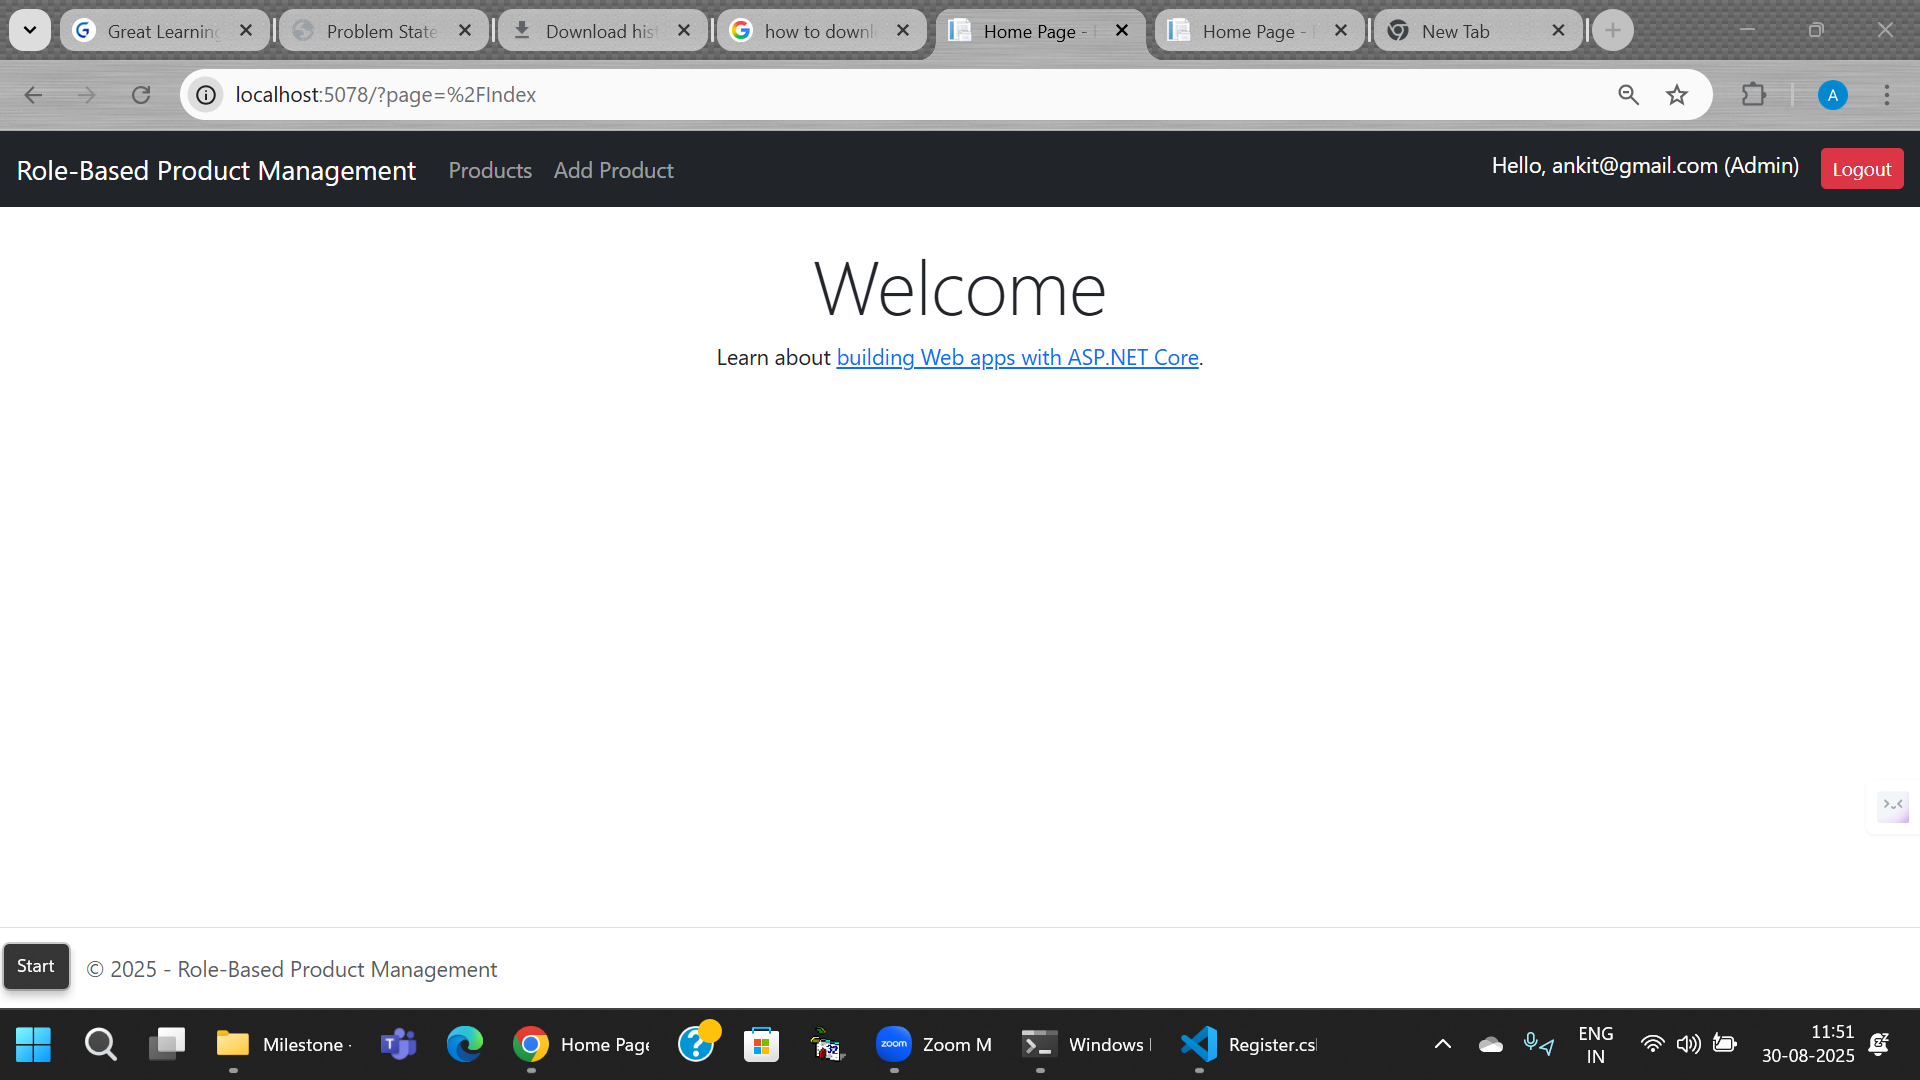 Great Learning
Problem State
Download his
how to downl
Home Page -
Home Page -
New Tab
localhost:5078/?page=%2FIndex
A
Role-Based Product Management
Products
Add Product
Hello, ankit@gmail.com (Admin)
Logout
Welcome
Learn about building Web apps with ASP.NET Core.
Start
© 2025 - Role-Based Product Management
Milestone
Home Page
zoom
Zoom M
Windows
Register.cs
ENG
IN
11:51
30-08-2025